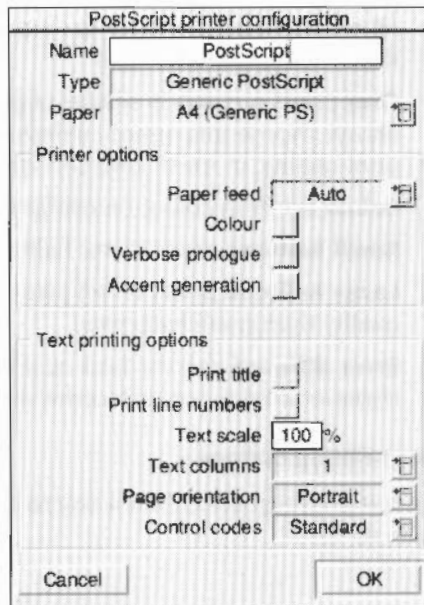 PostScript printer configuration
Name PostScript
Type Generic PostScript
Paper A4 (Generic PS)
Printer options
Paper feed Auto
Colour
Verbose prologue
Accent generation
Text printing options
Print title
Print line numbers
Text scale 100 %
Text columns 1
Page orientation Portrait
Control codes Standard
Cancel OK